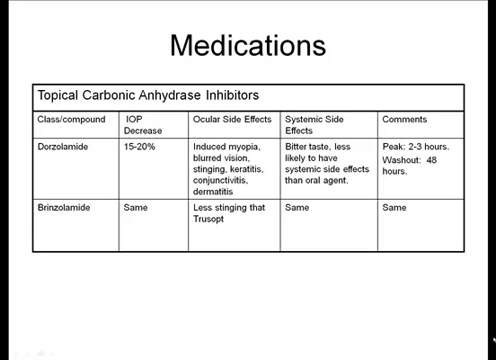 Medications
Topical Carbonic Anhydrase Inhibitors
Class/compound
IOP
Decrease
Ocular Side Effects
Systemic Side
Effects
Comments
Dorzolamide
15-20%
Induced myopia,
blurred vision,
stinging, keratitis,
conjunctivitis,
dermatitis
Bitter taste, less
likely to have
systemic side effects
than oral agent.
Peak: 2-3 hours.
Washout: 48
hours.
Brinzolamide
Same
Less stinging that
Trusopt
Same
Same